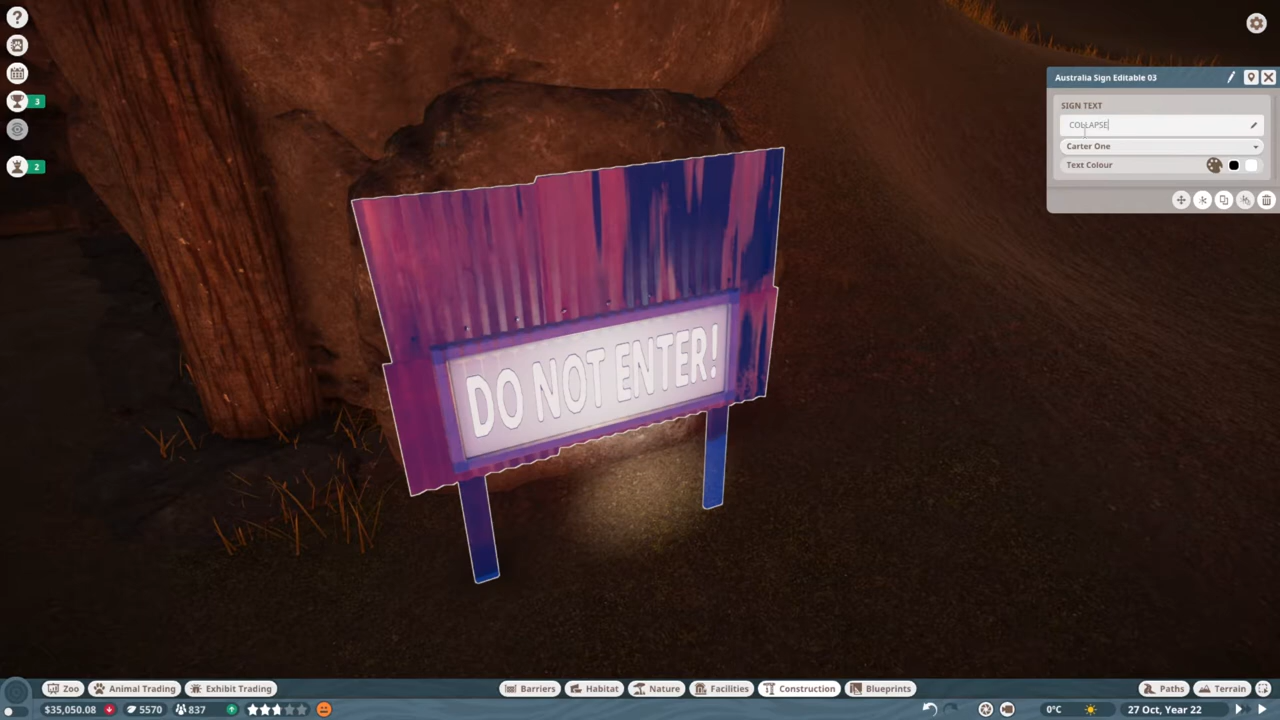 ?
3
2
Australia Sign Editable 03
SIGN TEXT
COLLAPSE
Carter One
Text Colour
DO NOT ENTER!
Zoo
Animal Trading
Exhibit Trading
Barriers
Habitat
Nature
Facilities
Construction
Blueprints
Paths
Terrain
$35,050.08
5570
837
0°C
27 Oct, Year 22